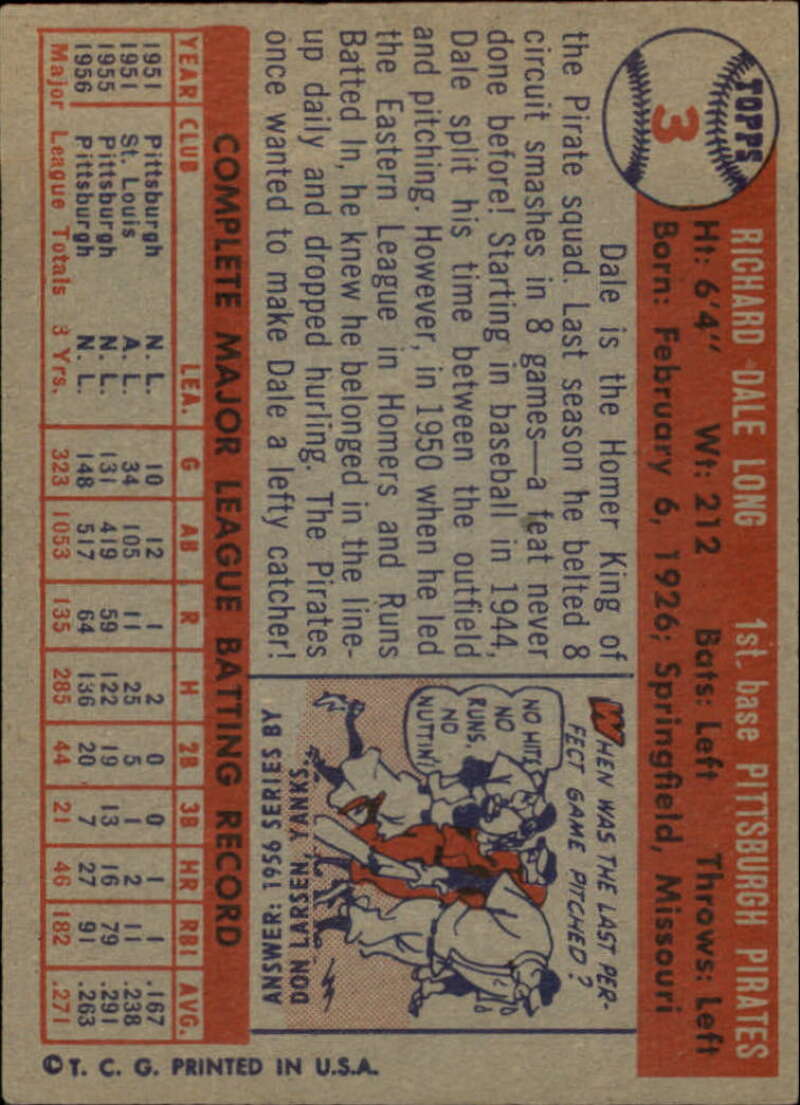 TOPPS
3
RICHARD DALE LONG 1st. base PITTSBURGH PIRATES
Ht: 6'4" Wt: 212 Bats: Left Throws: Left
Born: February 6, 1926; Springfield, Missouri
Dale is the Homer King of
the Pirate squad. Last season he belted 8
circuit smashes in 8 games—a feat never
done before! Starting in baseball in 1944,
Dale split his time between the outfield
and pitching. However, in 1950 when he led
the Eastern League in Homers and Runs
Batted In, he knew he belonged in the line-
up daily and dropped hurling. The Pirates
once wanted to make Dale a lefty catcher!
WHEN WAS THE LAST PER-
FECT GAME PITCHED?
NO HITS
NO
RUNS,
NO
NUTTIN'!
ANSWER: 1956 SERIES BY
DON LARSEN, YANKS.
COMPLETE MAJOR LEAGUE BATTING RECORD
YEAR CLUB LEA. G AB R H 2B 3B HR RBI AVG.
1951 Pittsburgh N. L. 10 12 1 2 0 0 1 1 .167
1951 St. Louis A. L. 34 105 11 25 5 1 2 11 .238
1955 Pittsburgh N. L. 131 419 59 122 19 13 16 79 .291
1956 Pittsburgh N. L. 148 517 64 136 20 7 27 91 .263
Major League Totals 3 Yrs. 323 1053 135 285 44 21 46 182 .271
© T. C. G. PRINTED IN U.S.A.